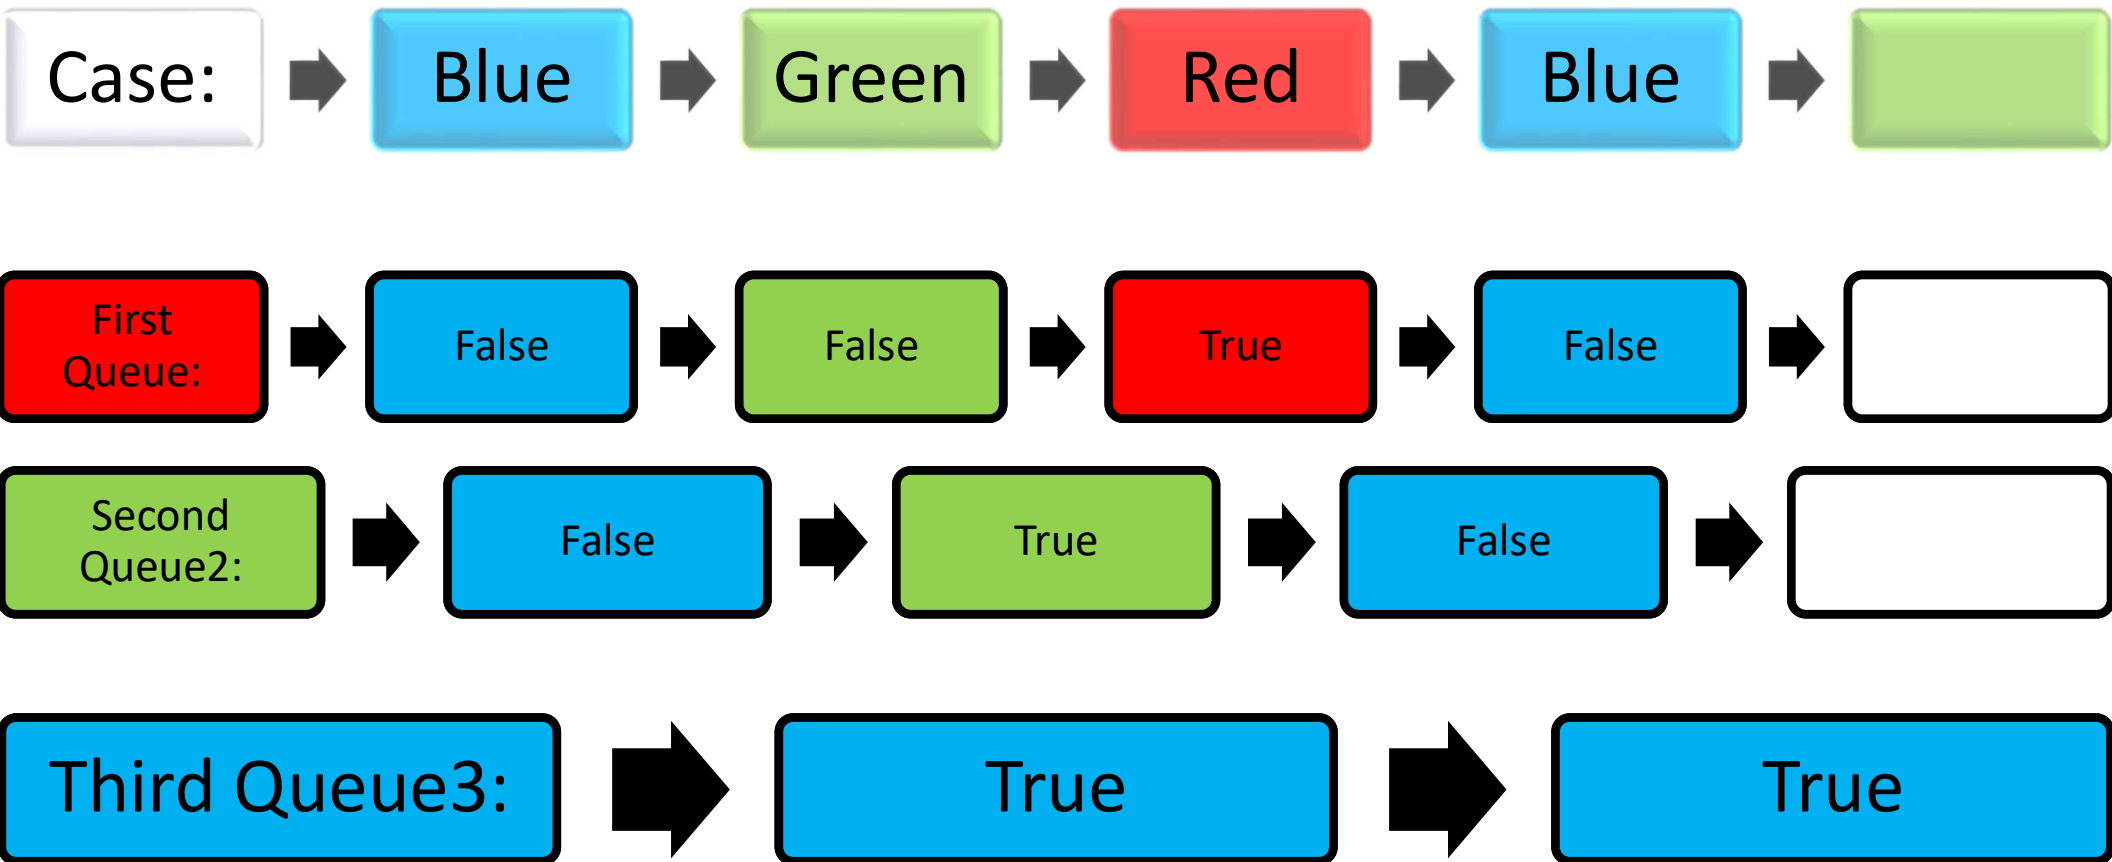 Case:
Blue
Green
Red
Blue
First
Queue:
False
False
True
False
Second
Queue2:
False
True
False
Third Queue3:
True
True